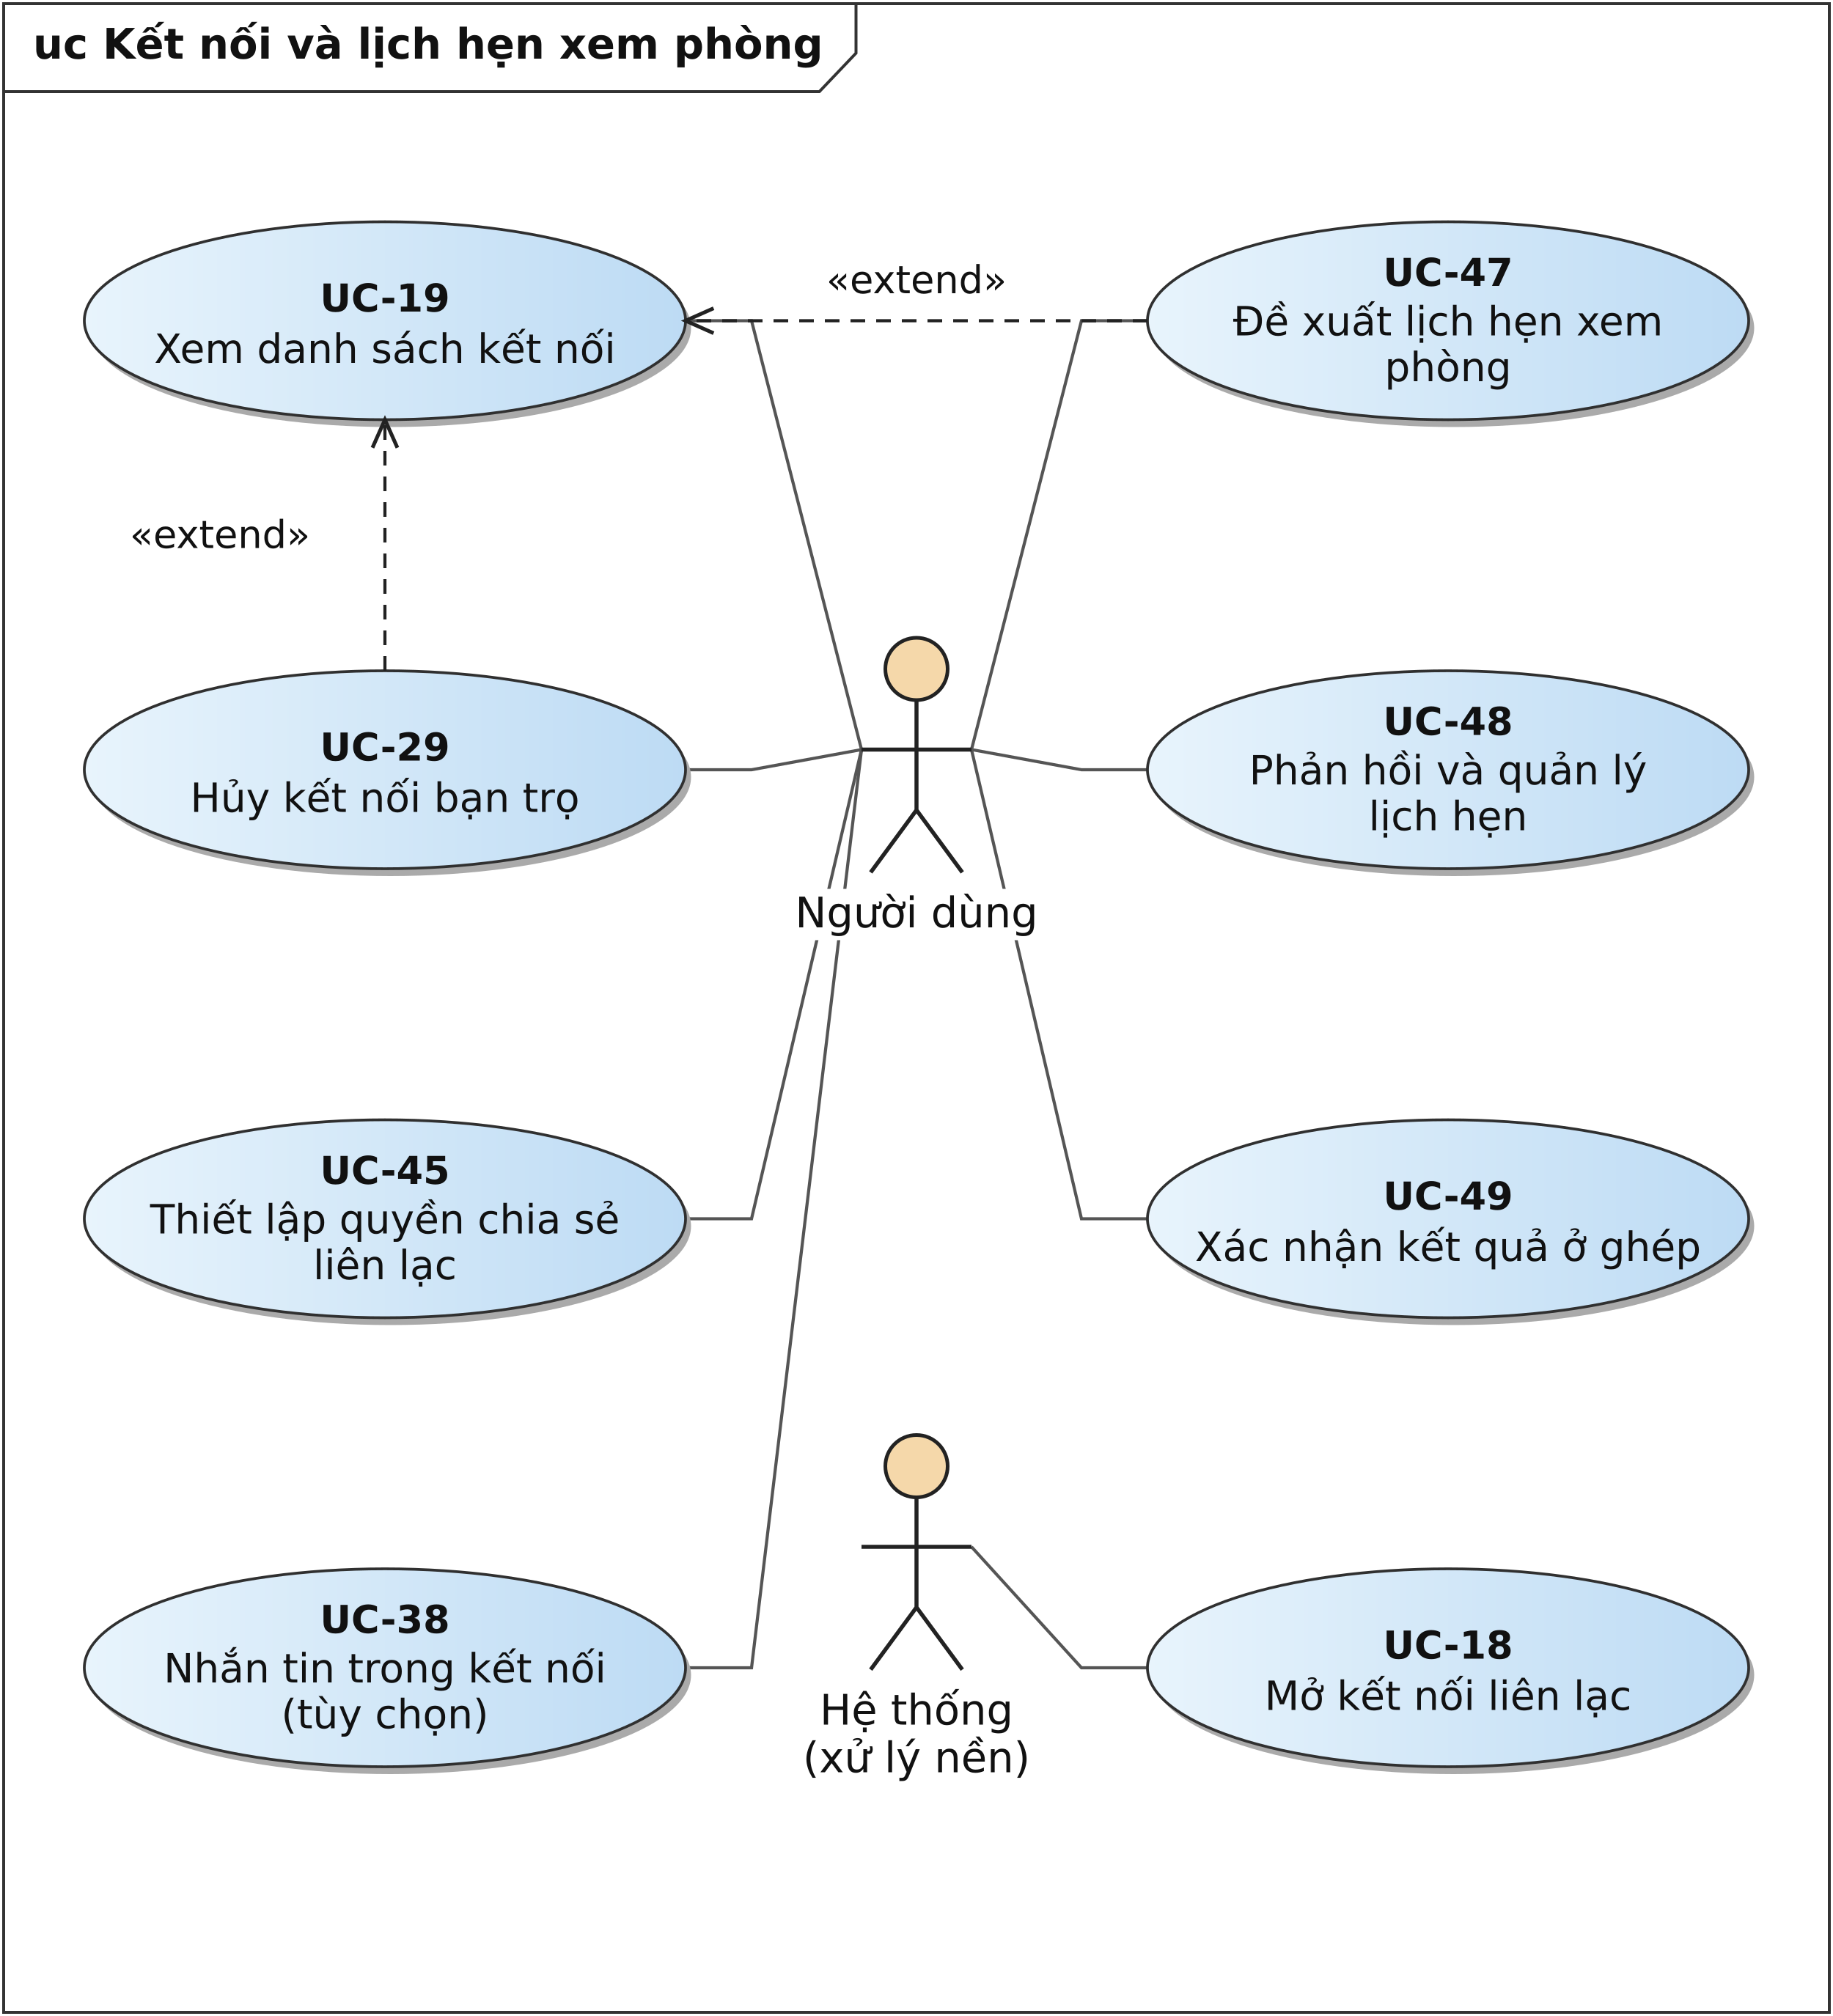 uc Kết nối và lịch hẹn xem phòng
UC-19
Xem danh sách kết nối
«extend»
UC-47
Đề xuất lịch hẹn xem
phòng
«extend»
UC-29
Hủy kết nối bạn trọ
Người dùng
UC-48
Phản hồi và quản lý
lịch hẹn
UC-45
Thiết lập quyền chia sẻ
liên lạc
UC-49
Xác nhận kết quả ở ghép
UC-38
Nhắn tin trong kết nối
(tùy chọn)
Hệ thống
(xử lý nền)
UC-18
Mở kết nối liên lạc